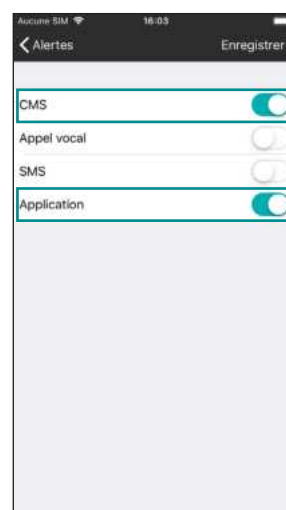 Aucune SIM 16:03
Alertes Enregistrer
CMS
Appel vocal
SMS
Application